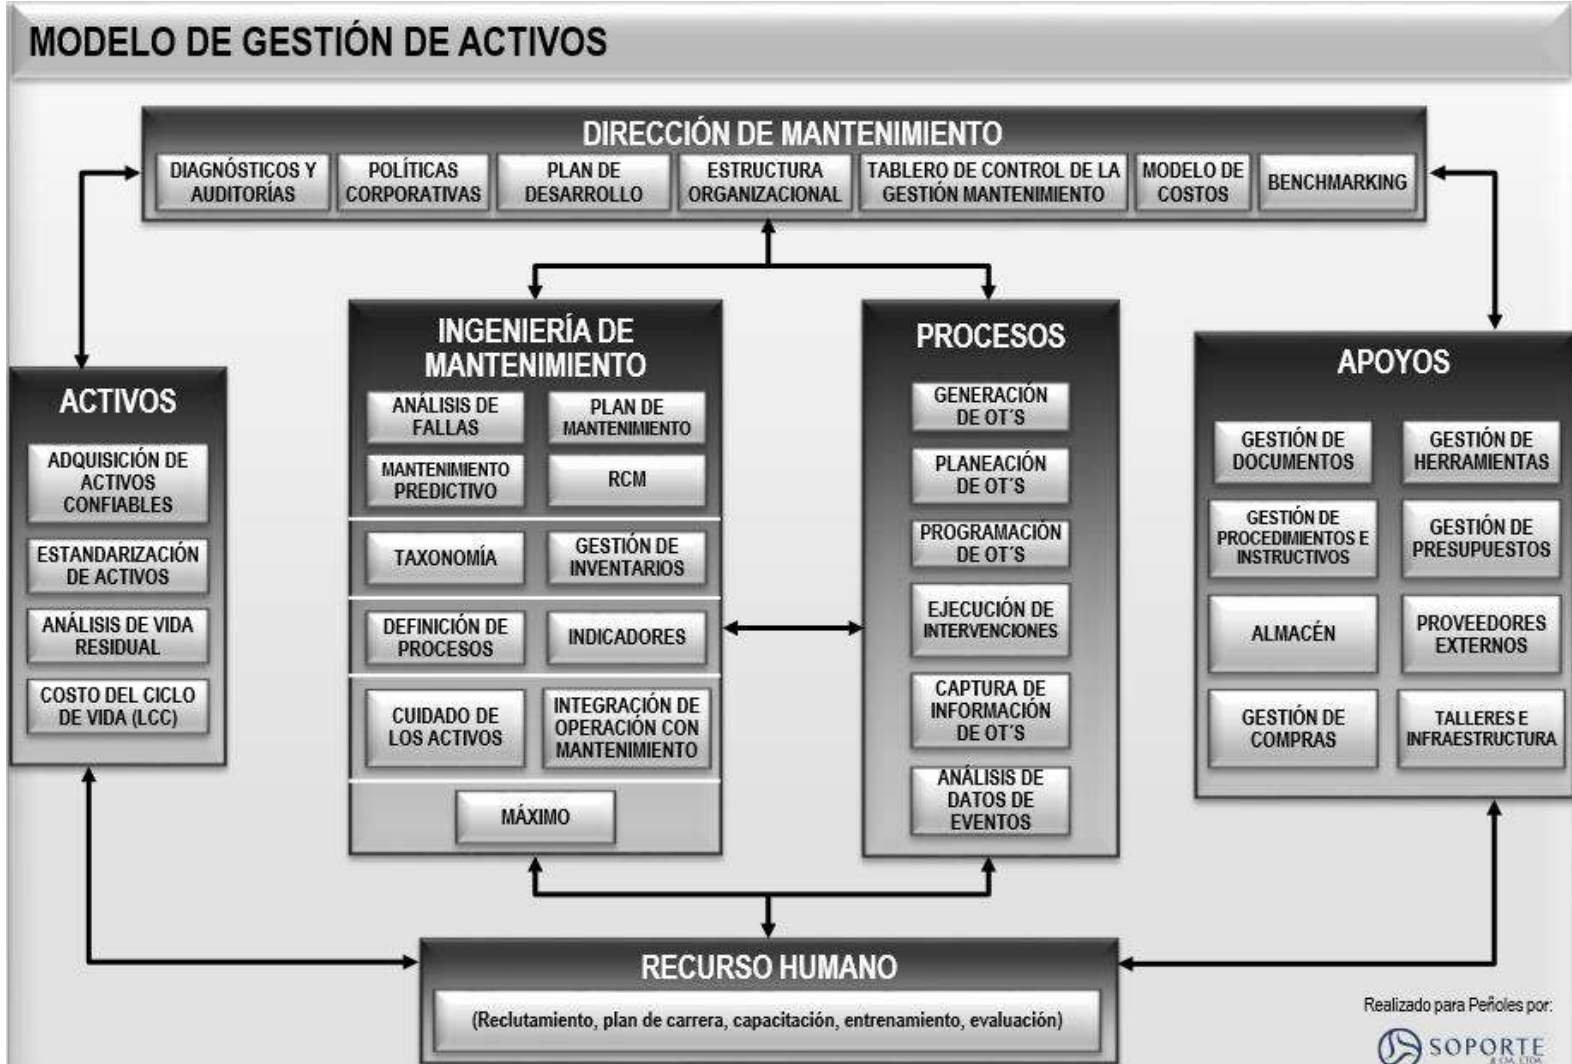 MODELO DE GESTIÓN DE ACTIVOS
DIRECCIÓN DE MANTENIMIENTO
DIAGNÓSTICOS Y
AUDITORÍAS
POLÍTICAS
CORPORATIVAS
PLAN DE
DESARROLLO
ESTRUCTURA
ORGANIZACIONAL
TABLERO DE CONTROL DE LA
GESTIÓN MANTENIMIENTO
MODELO DE
COSTOS
BENCHMARKING
ACTIVOS
ADQUISICIÓN DE
ACTIVOS
CONFIABLES
ESTANDARIZACIÓN
DE ACTIVOS
ANÁLISIS DE VIDA
RESIDUAL
COSTO DEL CICLO
DE VIDA (LCC)
INGENIERÍA DE
MANTENIMIENTO
ANÁLISIS DE
FALLAS
PLAN DE
MANTENIMIENTO
MANTENIMIENTO
PREDICTIVO
RCM
TAXONOMÍA
GESTIÓN DE
INVENTARIOS
DEFINICIÓN DE
PROCESOS
INDICADORES
CUIDADO DE
LOS ACTIVOS
INTEGRACIÓN DE
OPERACIÓN CON
MANTENIMIENTO
MÁXIMO
PROCESOS
GENERACIÓN
DE OT´S
PLANEACIÓN
DE OT´S
PROGRAMACIÓN
DE OT´S
EJECUCIÓN DE
INTERVENCIONES
CAPTURA DE
INFORMACIÓN
DE OT´S
ANÁLISIS DE
DATOS DE
EVENTOS
APOYOS
GESTIÓN DE
DOCUMENTOS
GESTIÓN DE
HERRAMIENTAS
GESTIÓN DE
PROCEDIMIENTOS E
INSTRUCTIVOS
GESTIÓN DE
PRESUPUESTOS
ALMACÉN
PROVEEDORES
EXTERNOS
GESTIÓN DE
COMPRAS
TALLERES E
INFRAESTRUCTURA
RECURSO HUMANO
(Reclutamiento, plan de carrera, capacitación, entrenamiento, evaluación)
Realizado para Peñoles por:
SOPORTE
& CIA. LTDA